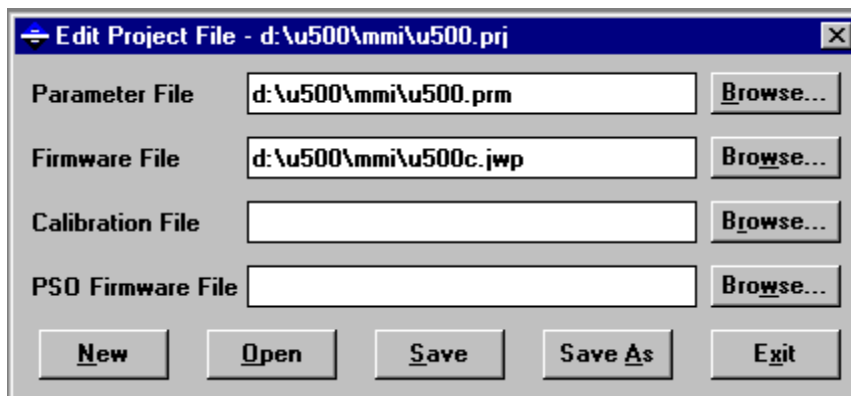 Edit Project File - d:\u500\mmi\u500.prj
Parameter File d:\u500\mmi\u500.prm Browse...
Firmware File d:\u500\mmi\u500c.jwp Browse...
Calibration File Browse...
PSO Firmware File Browse...
New Open Save Save As Exit